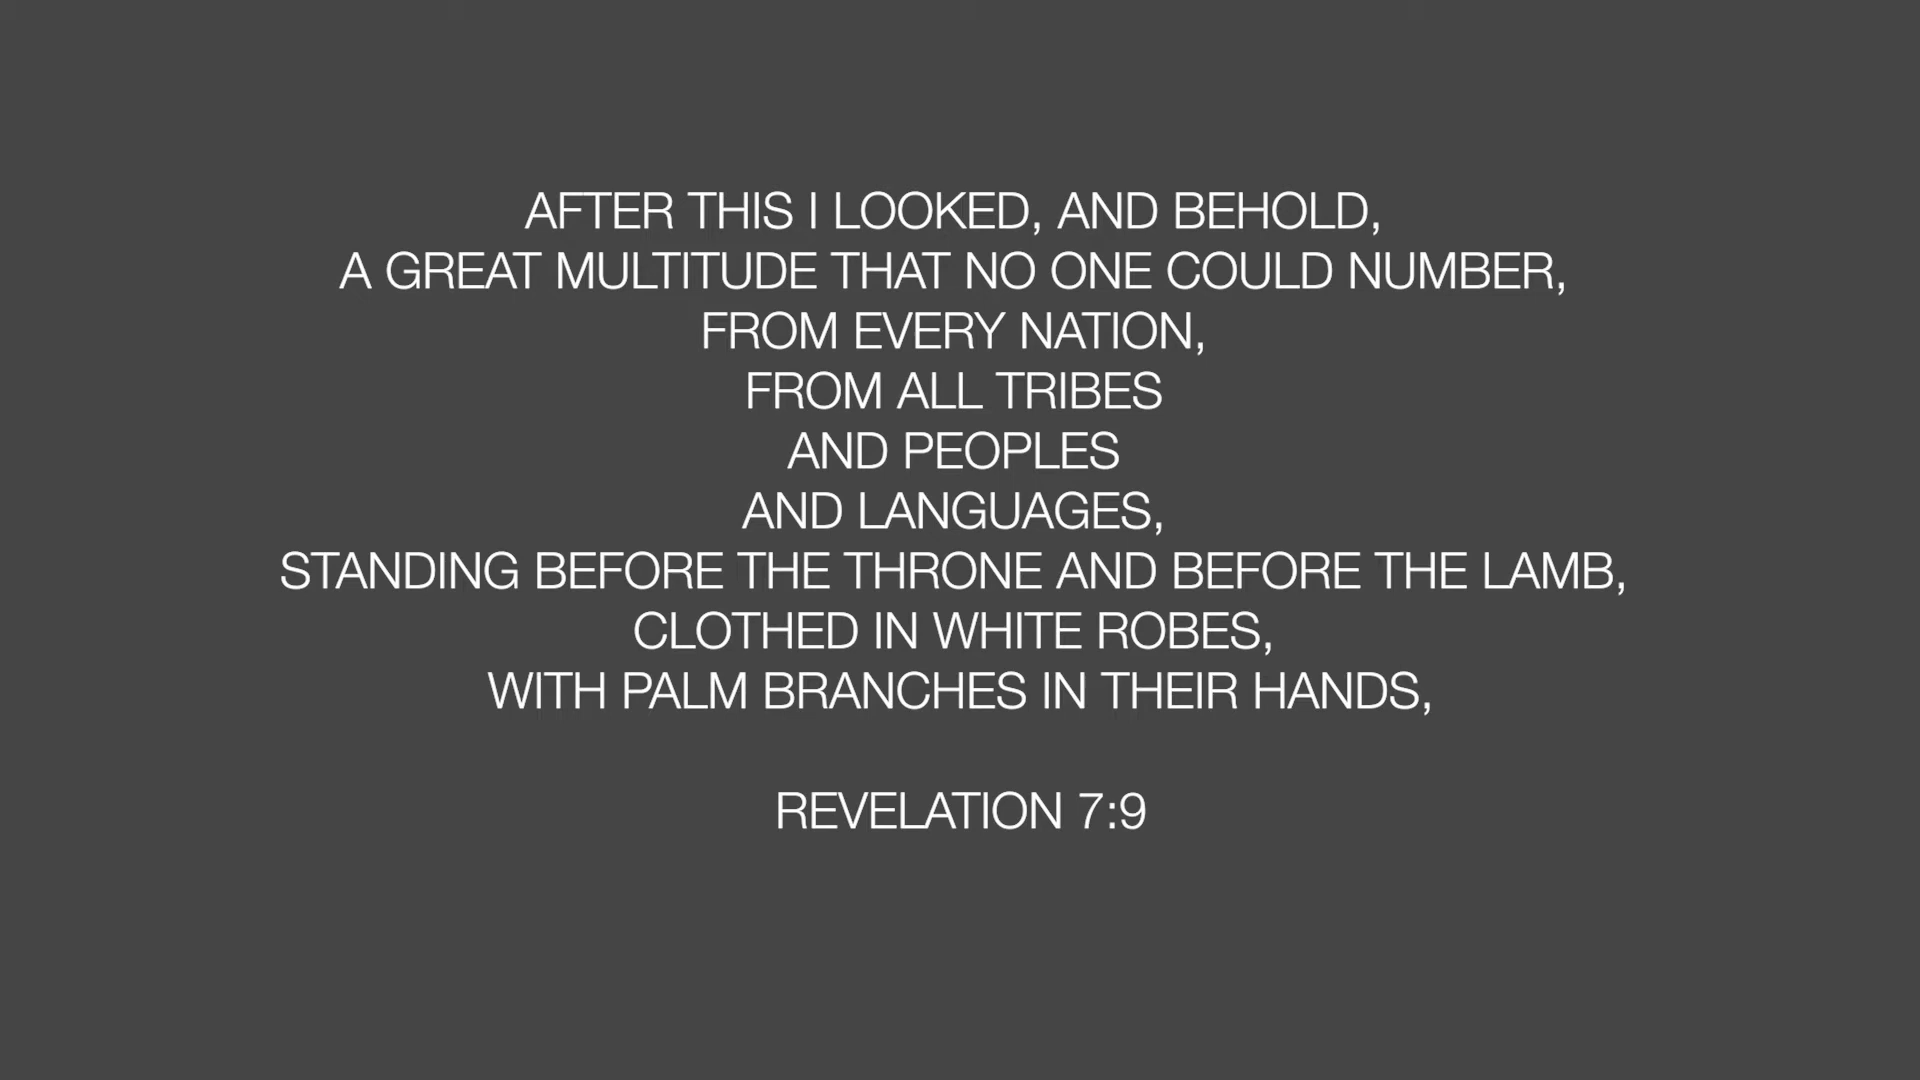 AFTER THIS I LOOKED, AND BEHOLD,
A GREAT MULTITUDE THAT NO ONE COULD NUMBER,
FROM EVERY NATION,
FROM ALL TRIBES
AND PEOPLES
AND LANGUAGES,
STANDING BEFORE THE THRONE AND BEFORE THE LAMB,
CLOTHED IN WHITE ROBES,
WITH PALM BRANCHES IN THEIR HANDS,
REVELATION 7:9